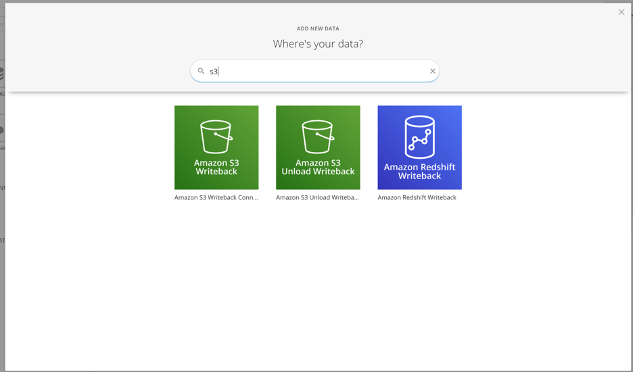 ADD NEW DATA
Where's your data?
s3
Amazon S3
Writeback
Amazon S3
Unload Writeback
Amazon Redshift
Writeback
Amazon S3 Writeback Conn...
Amazon S3 Unload Writeba...
Amazon Redshift Writeback